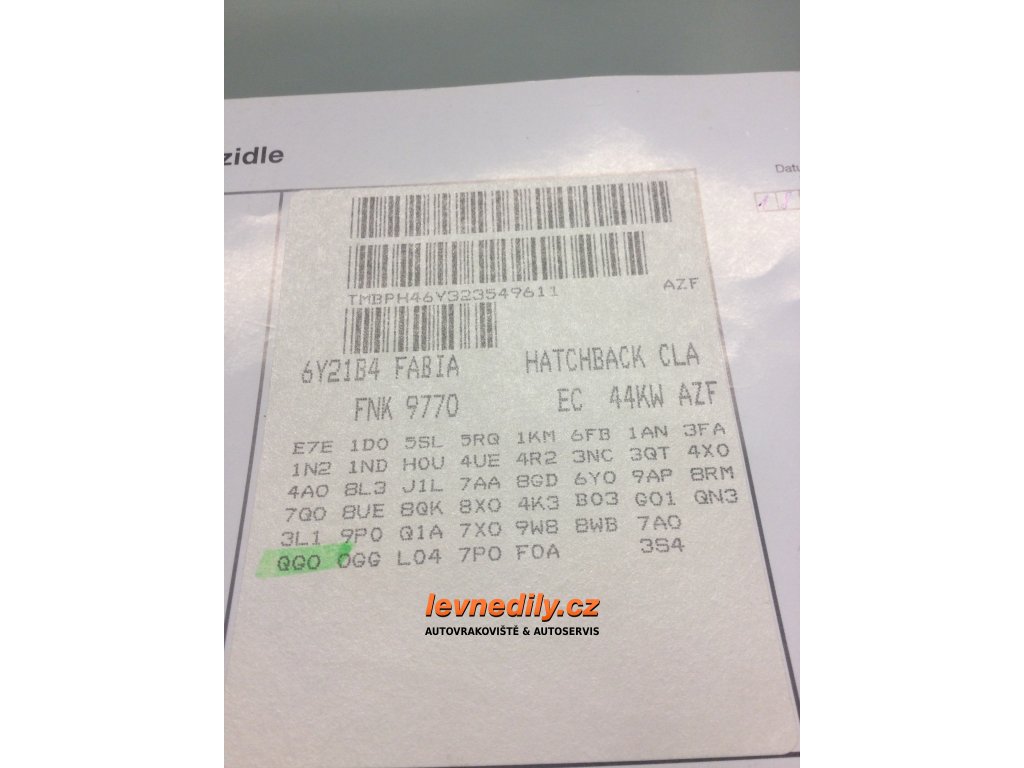 zidle
Datu
TMBPH46Y323549611 AZF
6Y21B4 FABIA HATCHBACK CLA
FNK 9770 EC 44KW AZF
E7E 1D0 5SL 5RQ 1KM 6FB 1AN 3FA
1N2 1ND H0U 4UE 4R2 3NC 3QT 4X0
4A0 8L3 J1L 7AA 8GD 6Y0 9AP 8RM
7Q0 8UE 8QK 8X0 4K3 B03 G01 QN3
3L1 9P0 Q1A 7X0 9W8 8WB 7A0
QG0 0GG L04 7P0 F0A 3S4
levnedily.cz
AUTOVRAKOVIŠTĚ & AUTOSERVIS